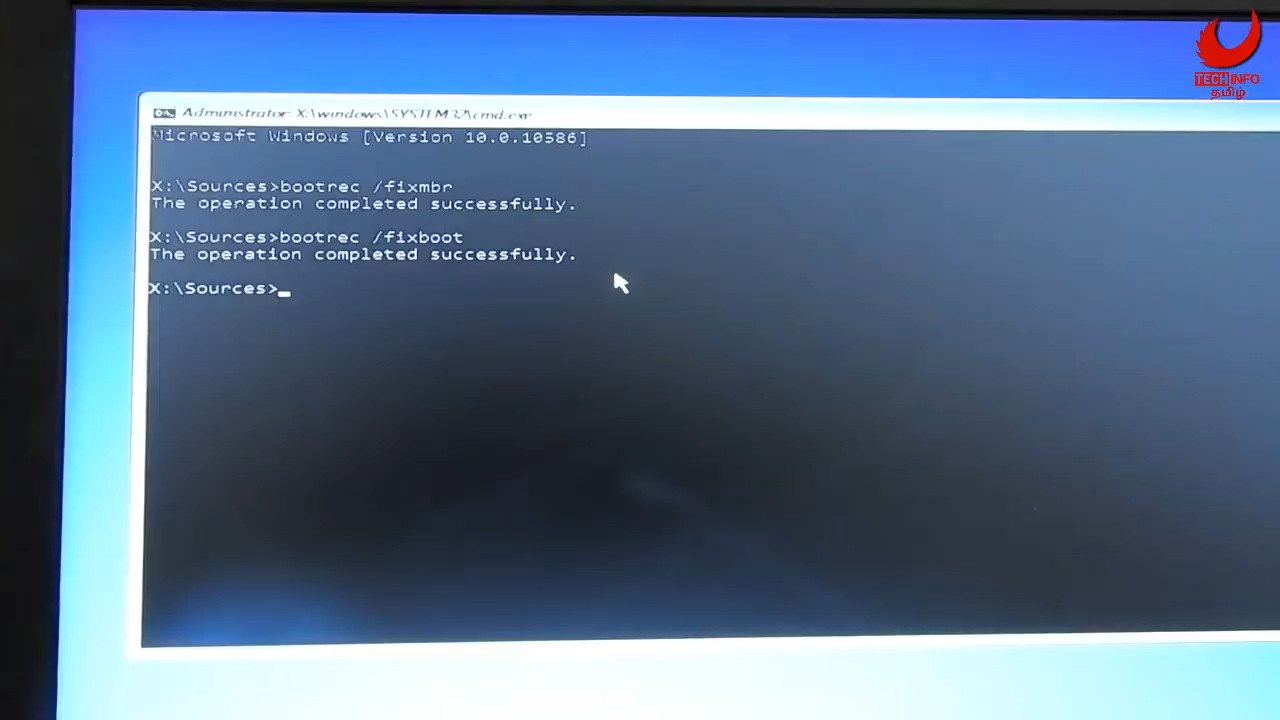 TECH INFO
தமிழ்
Administrator: X:\windows\SYSTEM32\cmd.exe
Microsoft Windows [Version 10.0.10586]
X:\Sources>bootrec /fixmbr
The operation completed successfully.
X:\Sources>bootrec /fixboot
The operation completed successfully.
X:\Sources>